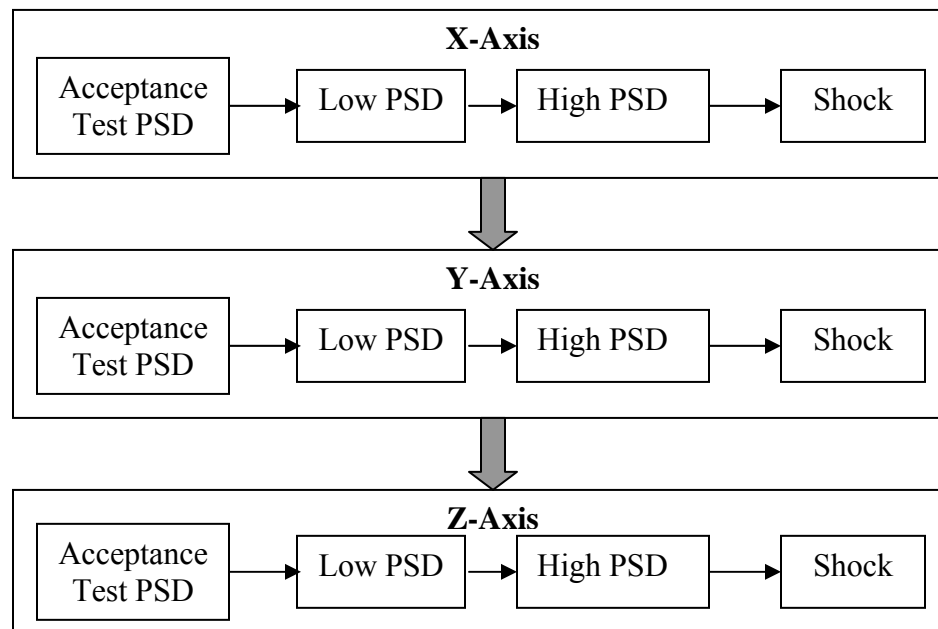 X-Axis
Acceptance
Test PSD
Low PSD
High PSD
Shock
Y-Axis
Acceptance
Test PSD
Low PSD
High PSD
Shock
Z-Axis
Acceptance
Test PSD
Low PSD
High PSD
Shock